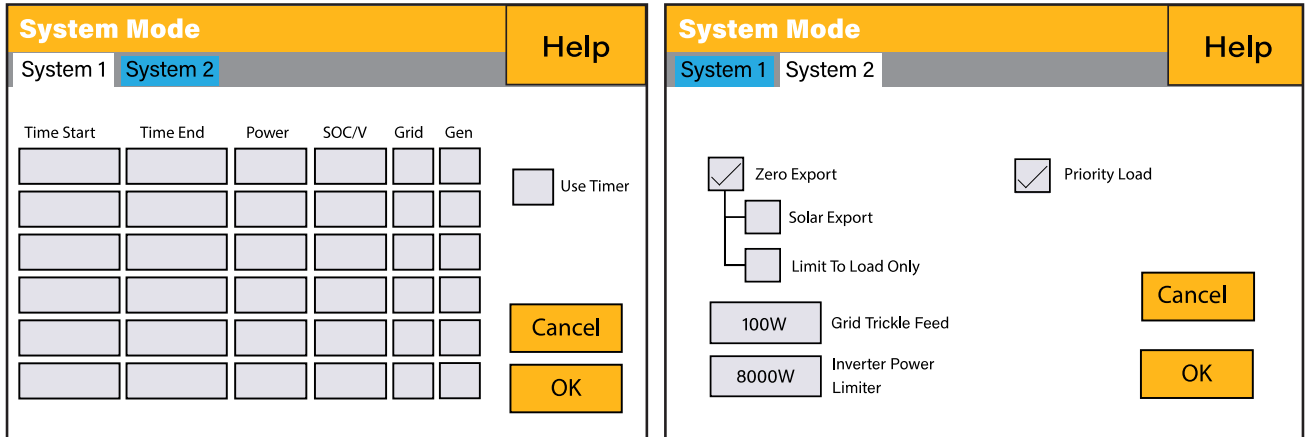 System Mode
Help
System 1 System 2
Time Start Time End Power SOC/V Grid Gen
Use Timer
Cancel
OK
System Mode
Help
System 1 System 2
Zero Export
Priority Load
Solar Export
Limit To Load Only
Cancel
100W Grid Trickle Feed
8000W Inverter Power
Limiter
OK